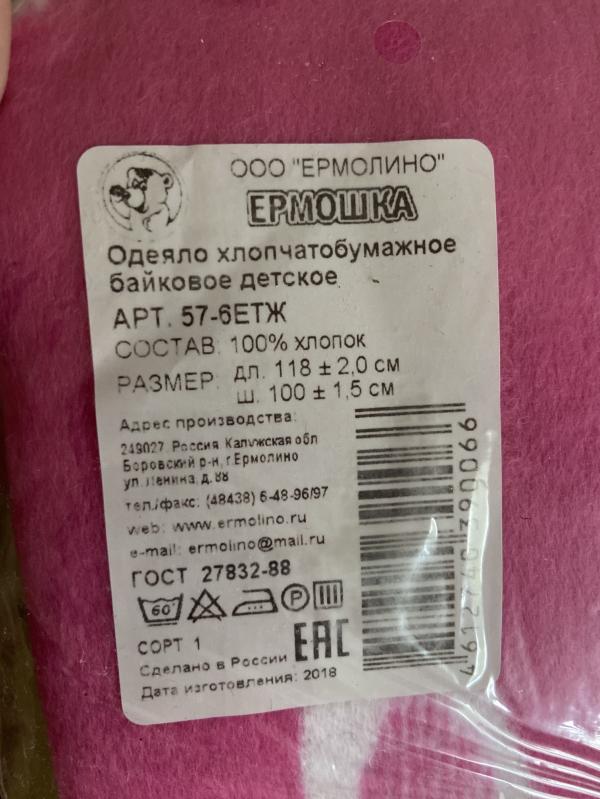 ООО "ЕРМОЛИНО"
ЕРМОШКА
Одеяло хлопчатобумажное
байковое детское
АРТ. 57-6ЕТЖ
СОСТАВ: 100% хлопок
РАЗМЕР: дл. 118 ± 2,0 см
ш. 100 ± 1,5 см
Адрес производства:
249027, Россия, Калужская обл
Боровский р-н, г.Ермолино
ул. Ленина, д.88
тел./факс: (48438) 6-48-96/97
web: www.ermolino.ru
e-mail: ermolino@mail.ru
ГОСТ 27832-88
60°
P
СОРТ 1
ЕАС
Сделано в России
Дата изготовления: 2018